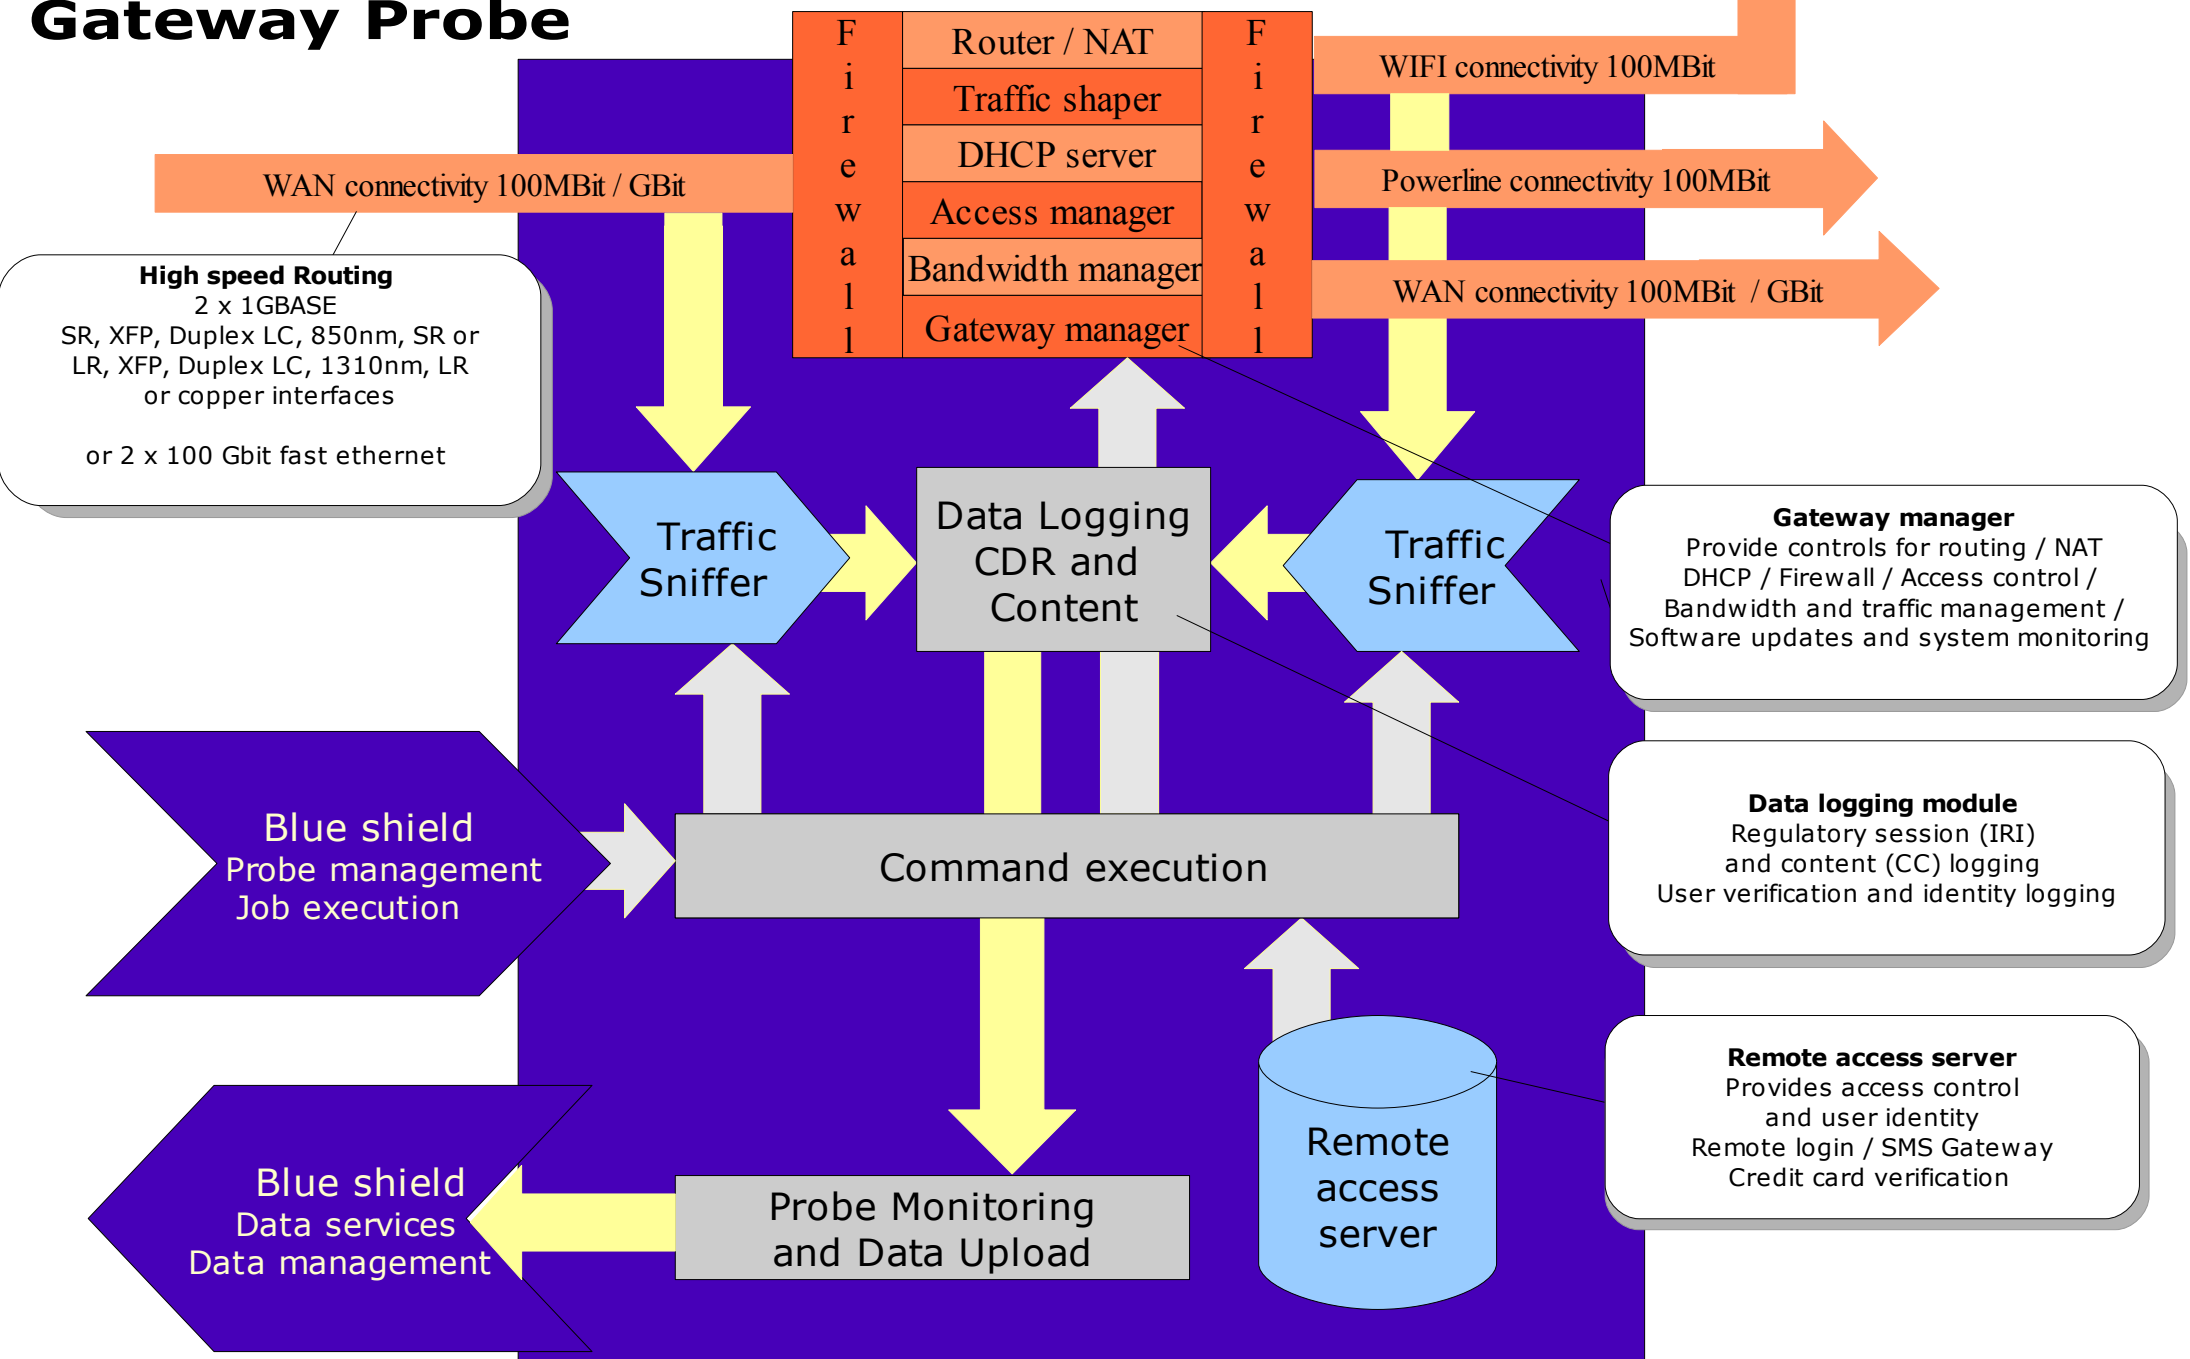 Gateway Probe
Firewall
Router / NAT
Traffic shaper
DHCP server
Access manager
Bandwidth manager
Gateway manager
Firewall
WIFI connectivity 100MBit
Powerline connectivity 100MBit
WAN connectivity 100MBit / GBit
WAN connectivity 100MBit / GBit
High speed Routing
2 x 1GBASE
SR, XFP, Duplex LC, 850nm, SR or
LR, XFP, Duplex LC, 1310nm, LR
or copper interfaces
or 2 x 100 Gbit fast ethernet
Traffic
Sniffer
Data Logging
CDR and
Content
Traffic
Sniffer
Gateway manager
Provide controls for routing / NAT
DHCP / Firewall / Access control /
Bandwidth and traffic management /
Software updates and system monitoring
Blue shield
Probe management
Job execution
Command execution
Data logging module
Regulatory session (IRI)
and content (CC) logging
User verification and identity logging
Blue shield
Data services
Data management
Probe Monitoring
and Data Upload
Remote
access
server
Remote access server
Provides access control
and user identity
Remote login / SMS Gateway
Credit card verification